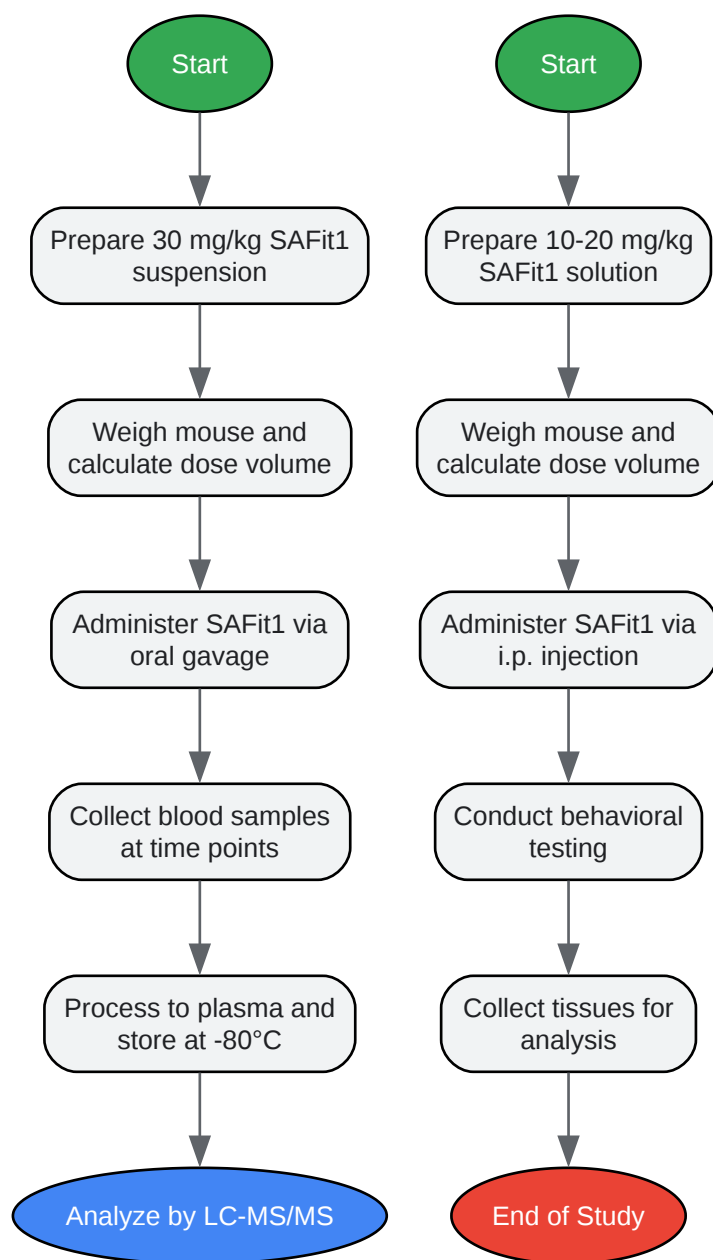 Start
Prepare 30 mg/kg SAFit1
suspension
Weigh mouse and
calculate dose volume
Administer SAFit1 via
oral gavage
Collect blood samples
at time points
Process to plasma and
store at -80°C
Analyze by LC-MS/MS
Start
Prepare 10-20 mg/kg
SAFit1 solution
Weigh mouse and
calculate dose volume
Administer SAFit1 via
i.p. injection
Conduct behavioral
testing
Collect tissues for
analysis
End of Study